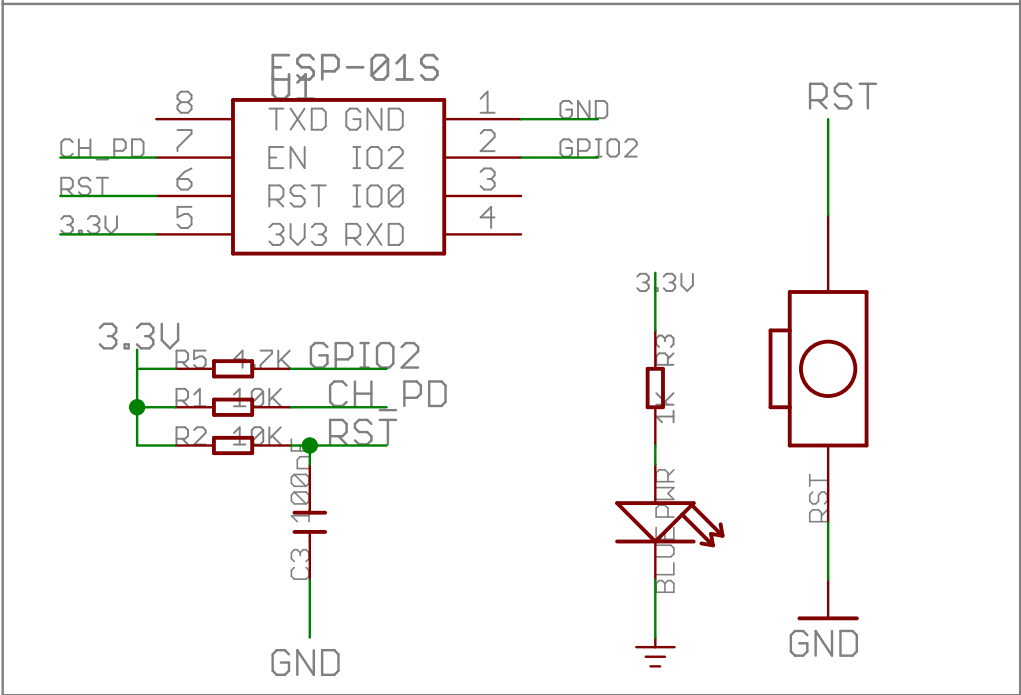 ESP-01S
U1
8 TXD GND 1 GND
CH_PD 7 EN IO2 2 GPIO2
RST 6 RST IO0 3
3.3V 5 3V3 RXD 4
RST
3.3V
3.3V
R5 4.7K GPIO2
R1 10K CH_PD
R2 10K RST
R3
1K
100p
C3
GND
PWR
BLUE
RST
GND